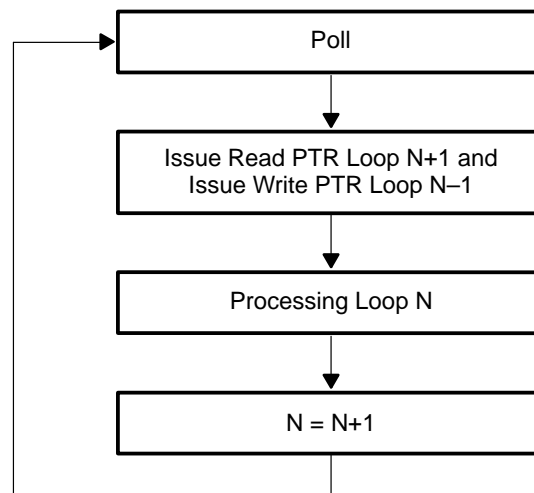 Poll
Issue Read PTR Loop N+1 and
Issue Write PTR Loop N–1
Processing Loop N
N = N+1